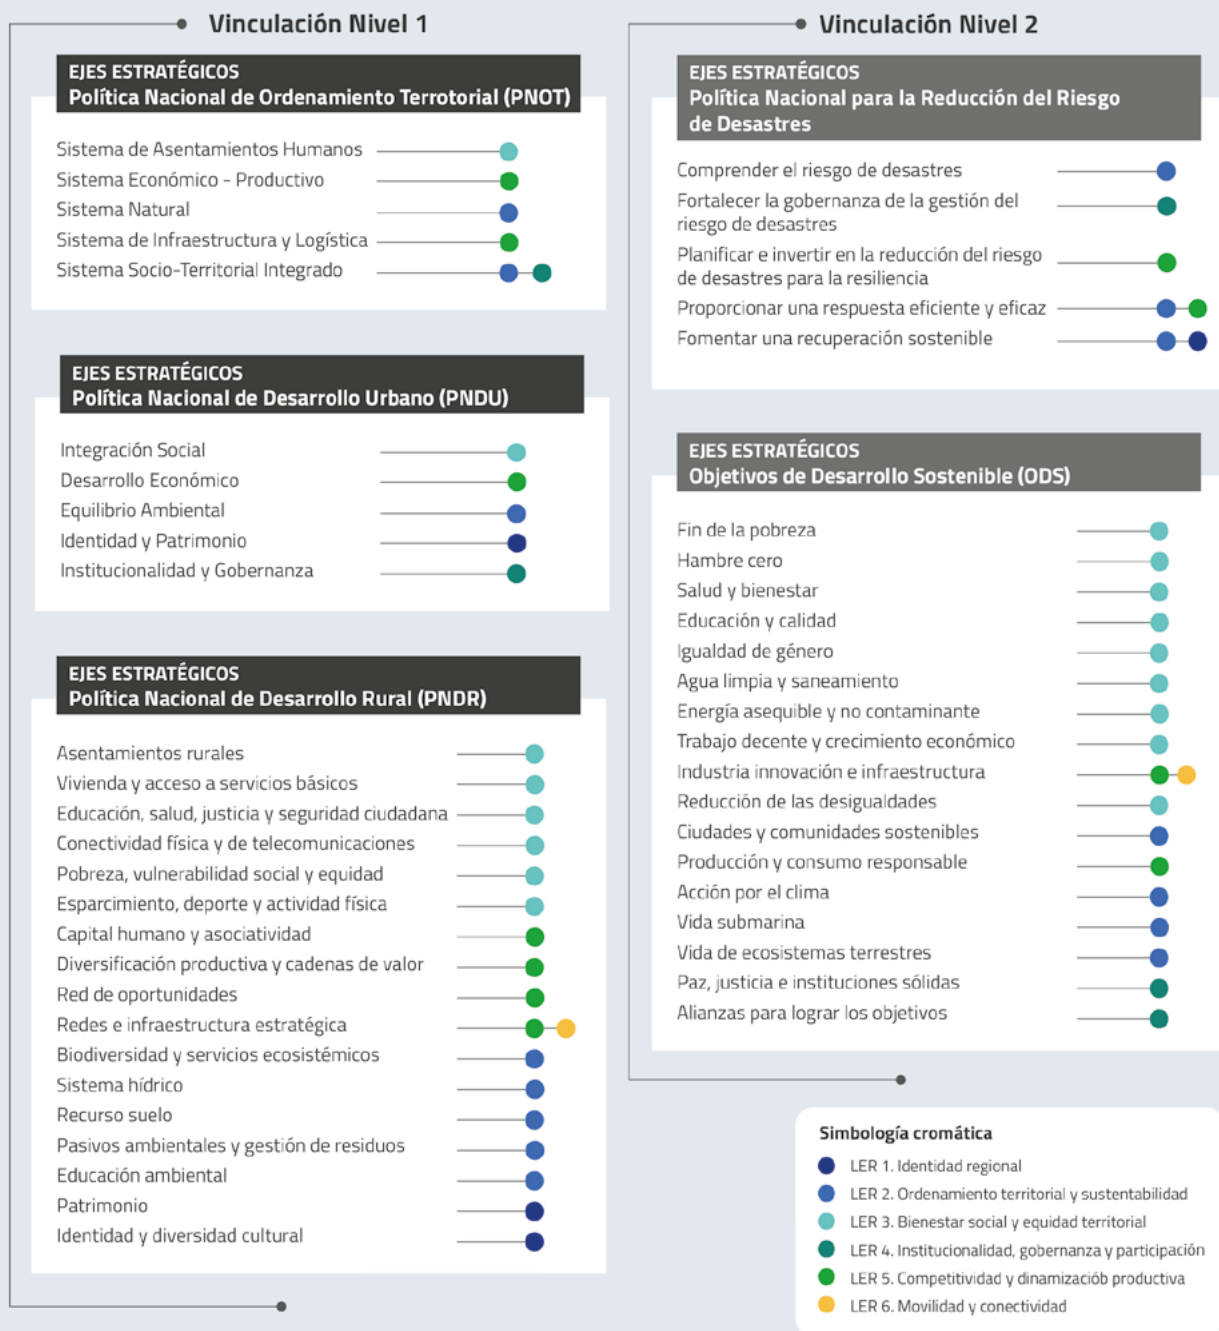 Vinculación Nivel 1
EJES ESTRATÉGICOS
Política Nacional de Ordenamiento Terrotorial (PNOT)
Sistema de Asentamientos Humanos
Sistema Económico - Productivo
Sistema Natural
Sistema de Infraestructura y Logística
Sistema Socio-Territorial Integrado
EJES ESTRATÉGICOS
Política Nacional de Desarrollo Urbano (PNDU)
Integración Social
Desarrollo Económico
Equilibrio Ambiental
Identidad y Patrimonio
Institucionalidad y Gobernanza
EJES ESTRATÉGICOS
Política Nacional de Desarrollo Rural (PNDR)
Asentamientos rurales
Vivienda y acceso a servicios básicos
Educación, salud, justicia y seguridad ciudadana
Conectividad física y de telecomunicaciones
Pobreza, vulnerabilidad social y equidad
Esparcimiento, deporte y actividad física
Capital humano y asociatividad
Diversificación productiva y cadenas de valor
Red de oportunidades
Redes e infraestructura estratégica
Biodiversidad y servicios ecosistémicos
Sistema hídrico
Recurso suelo
Pasivos ambientales y gestión de residuos
Educación ambiental
Patrimonio
Identidad y diversidad cultural
Vinculación Nivel 2
EJES ESTRATÉGICOS
Política Nacional para la Reducción del Riesgo
de Desastres
Comprender el riesgo de desastres
Fortalecer la gobernanza de la gestión del
riesgo de desastres
Planificar e invertir en la reducción del riesgo
de desastres para la resiliencia
Proporcionar una respuesta eficiente y eficaz
Fomentar una recuperación sostenible
EJES ESTRATÉGICOS
Objetivos de Desarrollo Sostenible (ODS)
Fin de la pobreza
Hambre cero
Salud y bienestar
Educación y calidad
Igualdad de género
Agua limpia y saneamiento
Energía asequible y no contaminante
Trabajo decente y crecimiento económico
Industria innovación e infraestructura
Reducción de las desigualdades
Ciudades y comunidades sostenibles
Producción y consumo responsable
Acción por el clima
Vida submarina
Vida de ecosistemas terrestres
Paz, justicia e instituciones sólidas
Alianzas para lograr los objetivos
Simbología cromática
LER 1. Identidad regional
LER 2. Ordenamiento territorial y sustentabilidad
LER 3. Bienestar social y equidad territorial
LER 4. Institucionalidad, gobernanza y participación
LER 5. Competitividad y dinamizaciób productiva
LER 6. Movilidad y conectividad